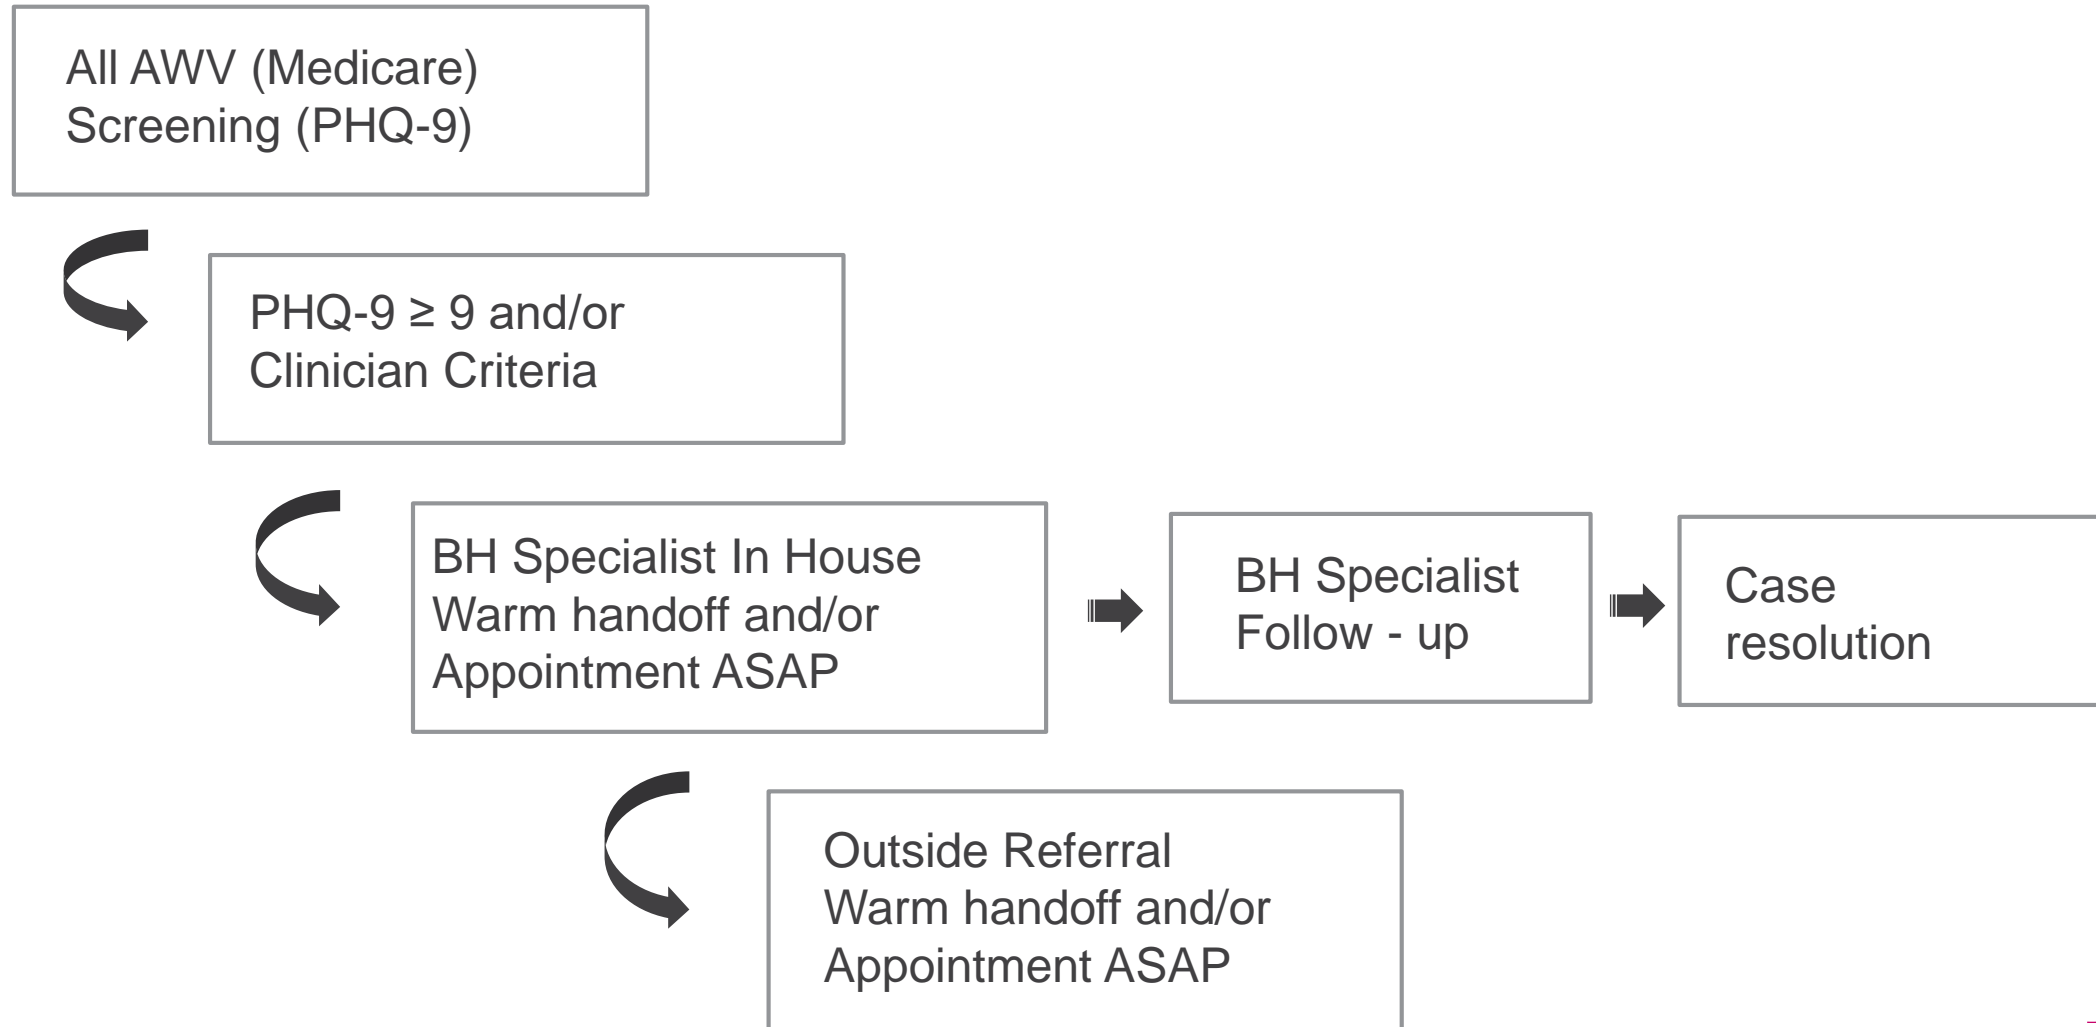 All AWV (Medicare)
Screening (PHQ-9)
PHQ-9 ≥ 9 and/or
Clinician Criteria
BH Specialist In House
Warm handoff and/or
Appointment ASAP
BH Specialist
Follow - up
Case
resolution
Outside Referral
Warm handoff and/or
Appointment ASAP